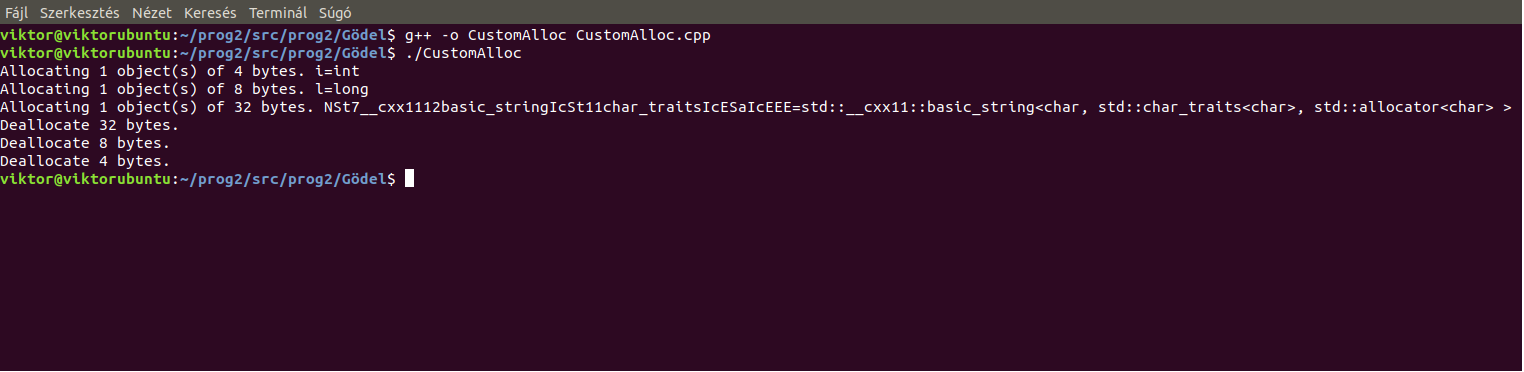 Fájl Szerkesztés Nézet Keresés Terminál Súgó
viktor@viktorubuntu:~/prog2/src/prog2/Gödel$ g++ -o CustomAlloc CustomAlloc.cpp
viktor@viktorubuntu:~/prog2/src/prog2/Gödel$ ./CustomAlloc
Allocating 1 object(s) of 4 bytes. i=int
Allocating 1 object(s) of 8 bytes. l=long
Allocating 1 object(s) of 32 bytes. NSt7__cxx1112basic_stringIcSt11char_traitsIcESaIcEEE=std::__cxx11::basic_string<char, std::char_traits<char>, std::allocator<char> >
Deallocate 32 bytes.
Deallocate 8 bytes.
Deallocate 4 bytes.
viktor@viktorubuntu:~/prog2/src/prog2/Gödel$